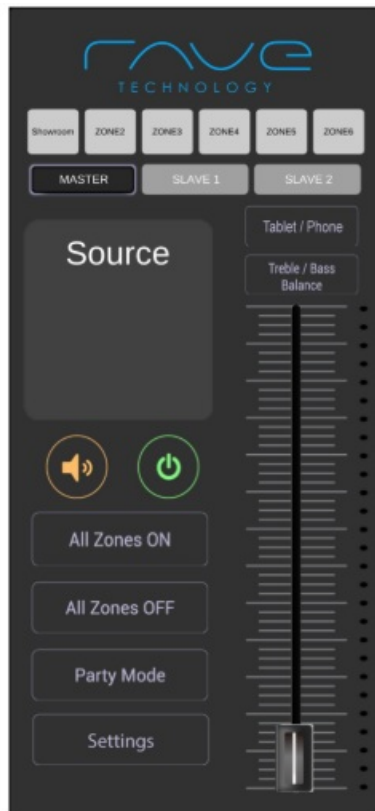 rave
TECHNOLOGY
Showroom ZONE2 ZONE3 ZONE4 ZONE5 ZONE6
MASTER SLAVE 1 SLAVE 2
Tablet / Phone
Source
Treble / Bass
Balance
All Zones ON
All Zones OFF
Party Mode
Settings